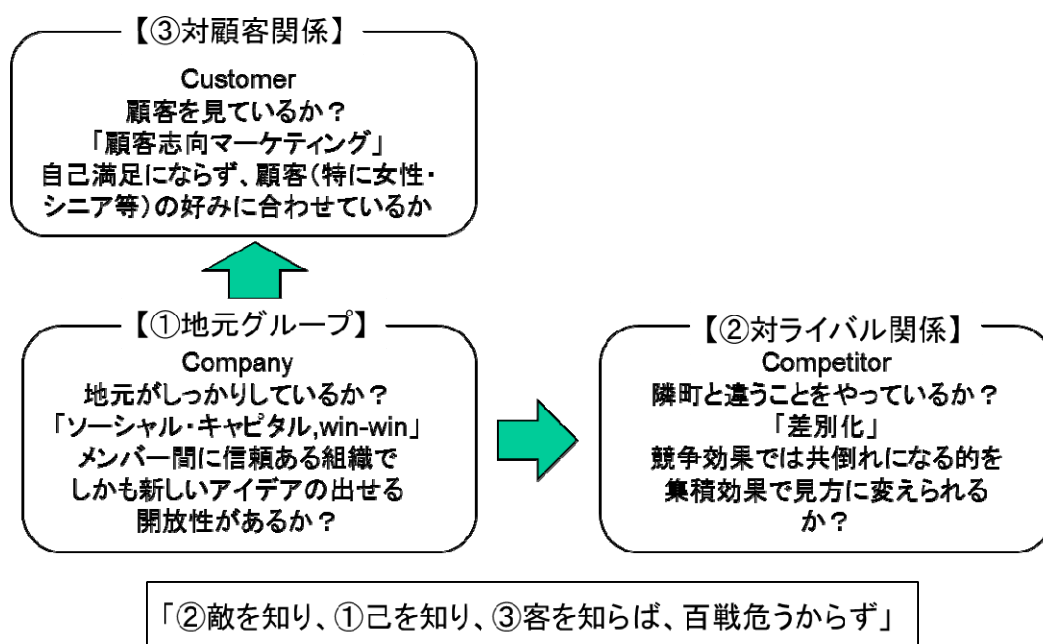 【③対顧客関係】
Customer
顧客を見ているか？
「顧客志向マーケティング」
自己満足にならず、顧客（特に女性・
シニア等）の好みに合わせているか
【①地元グループ】
Company
地元がしっかりしているか？
「ソーシャル・キャピタル,win-win」
メンバー間に信頼ある組織で
しかも新しいアイデアの出せる
開放性があるか？
【②対ライバル関係】
Competitor
隣町と違うことをやっているか？
「差別化」
競争効果では共倒れになる的を
集積効果で見方に変えられる
か？
「②敵を知り、①己を知り、③客を知らば、百戦危うからず」